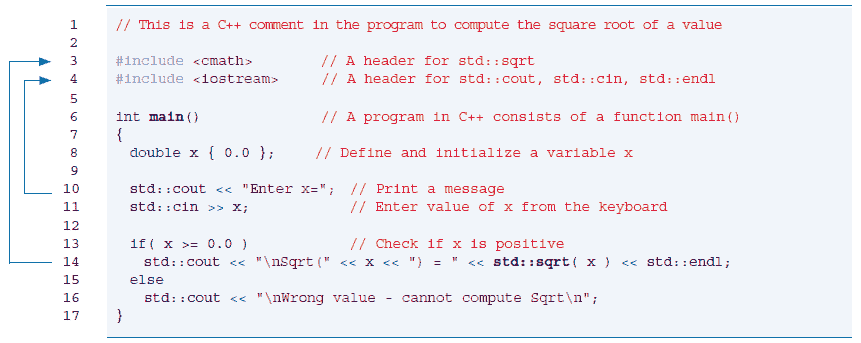 1 // This is a C++ comment in the program to compute the square root of a value
2
3 #include <cmath> // A header for std::sqrt
4 #include <iostream> // A header for std::cout, std::cin, std::endl
5
6 int main() // A program in C++ consists of a function main()
7 {
8 double x { 0.0 }; // Define and initialize a variable x
9
10 std::cout << "Enter x="; // Print a message
11 std::cin >> x; // Enter value of x from the keyboard
12
13 if( x >= 0.0 ) // Check if x is positive
14 std::cout << "\nSqrt(" << x << ") = " << std::sqrt( x ) << std::endl;
15 else
16 std::cout << "\nWrong value - cannot compute Sqrt\n";
17 }